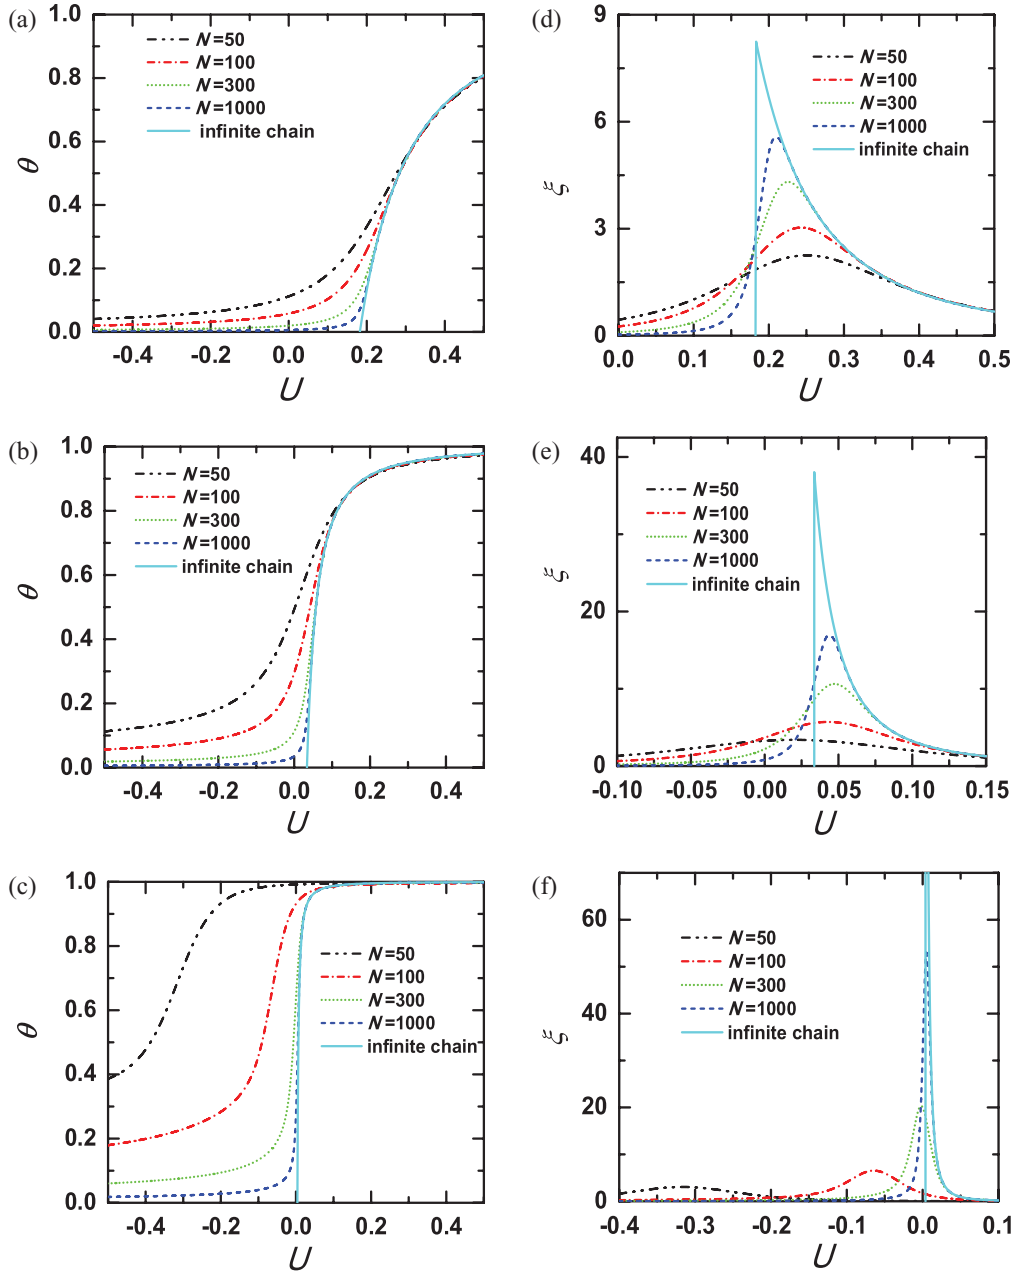 (a)
1.0
0.8
0.6
0.4
0.2
0.0
θ
N=50
N=100
N=300
N=1000
infinite chain
-0.4 -0.2 0.0 0.2 0.4
U
(d)
9
6
3
0
ξ
N=50
N=100
N=300
N=1000
infinite chain
0.0 0.1 0.2 0.3 0.4 0.5
U
(b)
1.0
0.8
0.6
0.4
0.2
0.0
θ
N=50
N=100
N=300
N=1000
infinite chain
-0.4 -0.2 0.0 0.2 0.4
U
(e)
40
20
0
ξ
N=50
N=100
N=300
N=1000
infinite chain
-0.10 -0.05 0.00 0.05 0.10 0.15
U
(c)
1.0
0.8
0.6
0.4
0.2
0.0
θ
N=50
N=100
N=300
N=1000
infinite chain
-0.4 -0.2 0.0 0.2 0.4
U
(f)
60
40
20
0
ξ
N=50
N=100
N=300
N=1000
infinite chain
-0.4 -0.3 -0.2 -0.1 0.0 0.1
U